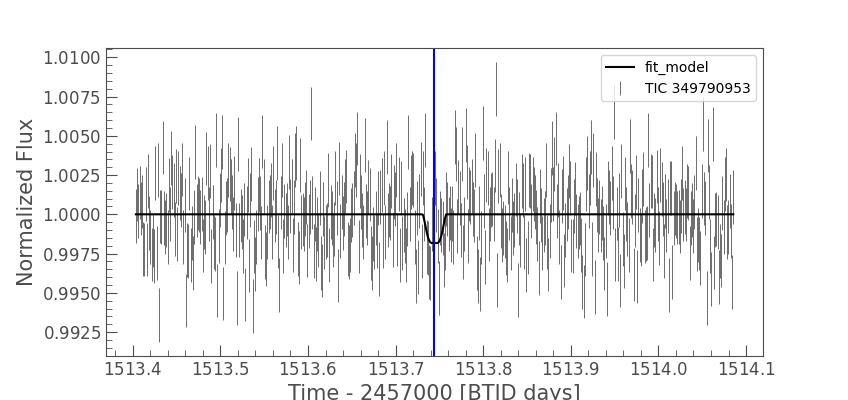 1.0100
1.0075
1.0050
1.0025
1.0000
0.9975
0.9950
0.9925
Normalized Flux
fit_model
TIC 349790953
1513.4 1513.5 1513.6 1513.7 1513.8 1513.9 1514.0 1514.1
Time - 2457000 [BTJD days]